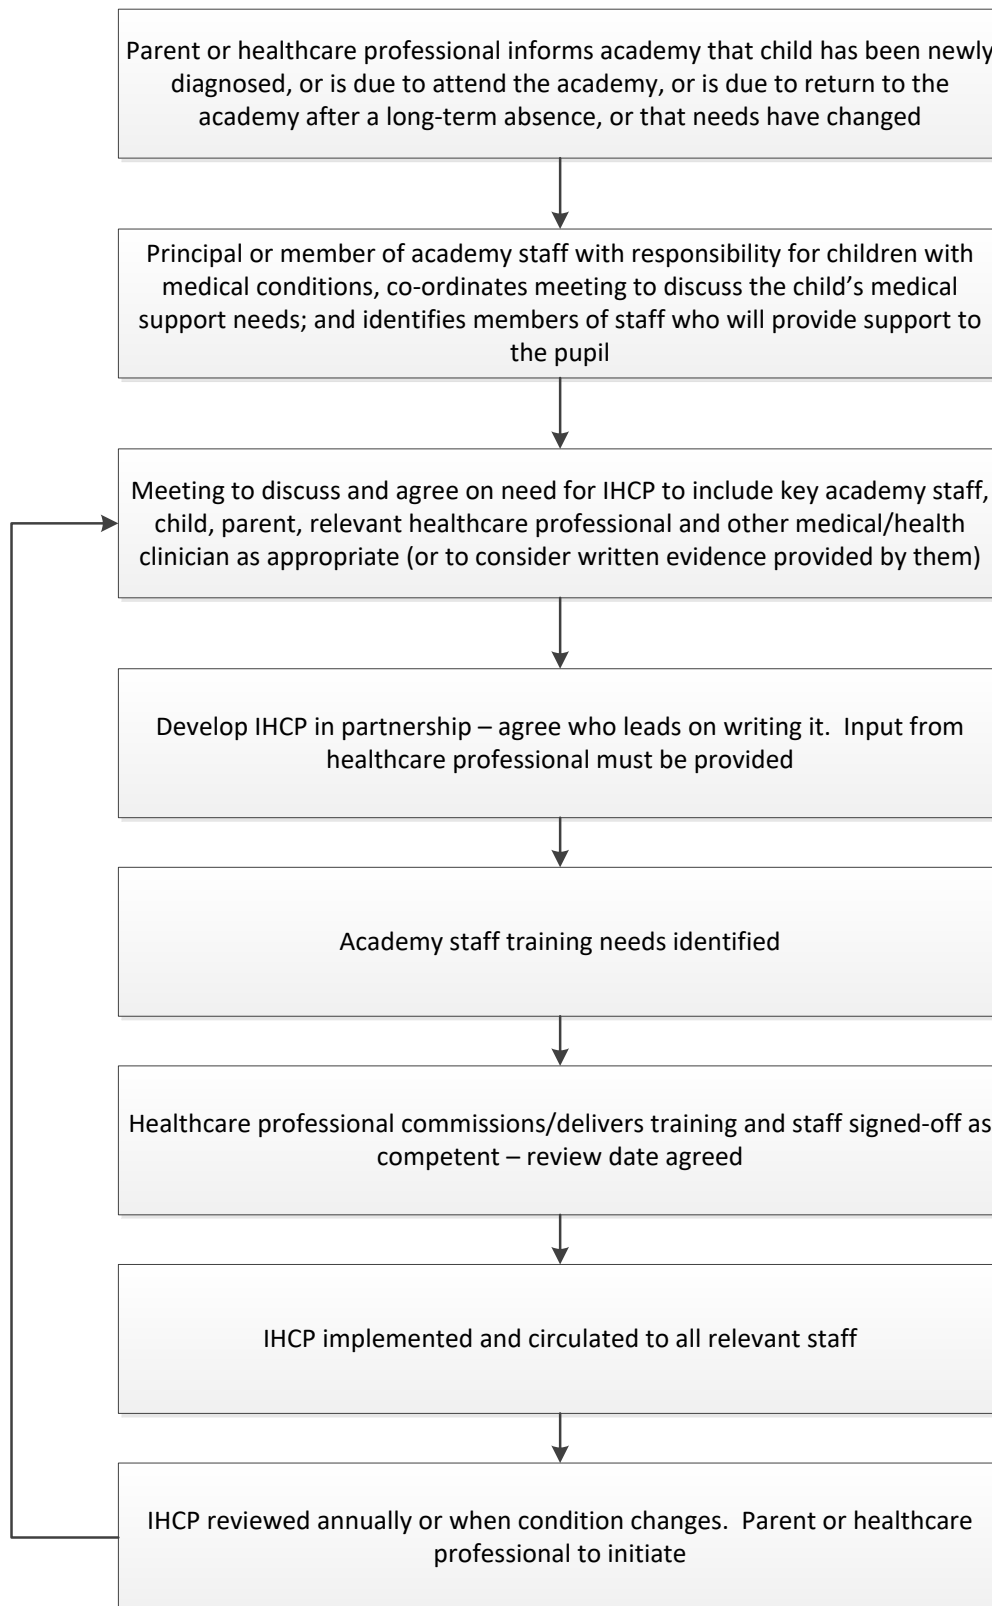 Parent or healthcare professional informs academy that child has been newly
diagnosed, or is due to attend the academy, or is due to return to the
academy after a long-term absence, or that needs have changed
Principal or member of academy staff with responsibility for children with
medical conditions, co-ordinates meeting to discuss the child's medical
support needs; and identifies members of staff who will provide support to
the pupil
Meeting to discuss and agree on need for IHCP to include key academy staff,
child, parent, relevant healthcare professional and other medical/health
clinician as appropriate (or to consider written evidence provided by them)
Develop IHCP in partnership – agree who leads on writing it.  Input from
healthcare professional must be provided
Academy staff training needs identified
Healthcare professional commissions/delivers training and staff signed-off as
competent – review date agreed
IHCP implemented and circulated to all relevant staff
IHCP reviewed annually or when condition changes.  Parent or healthcare
professional to initiate